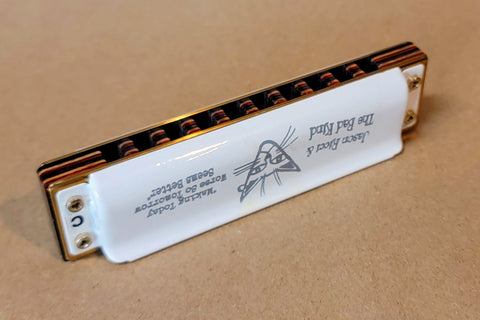 Jason Ricci &
The Bad Kind
"Making Today
Worse So Tomorrow
Seems Better"
C